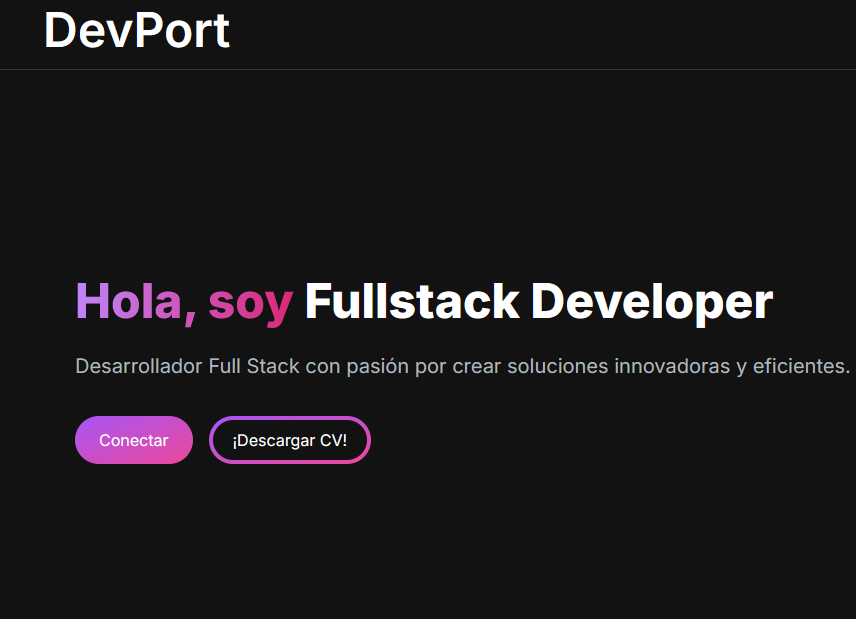 DevPort
Hola, soy Fullstack Developer
Desarrollador Full Stack con pasión por crear soluciones innovadoras y eficientes.
Conectar
¡Descargar CV!